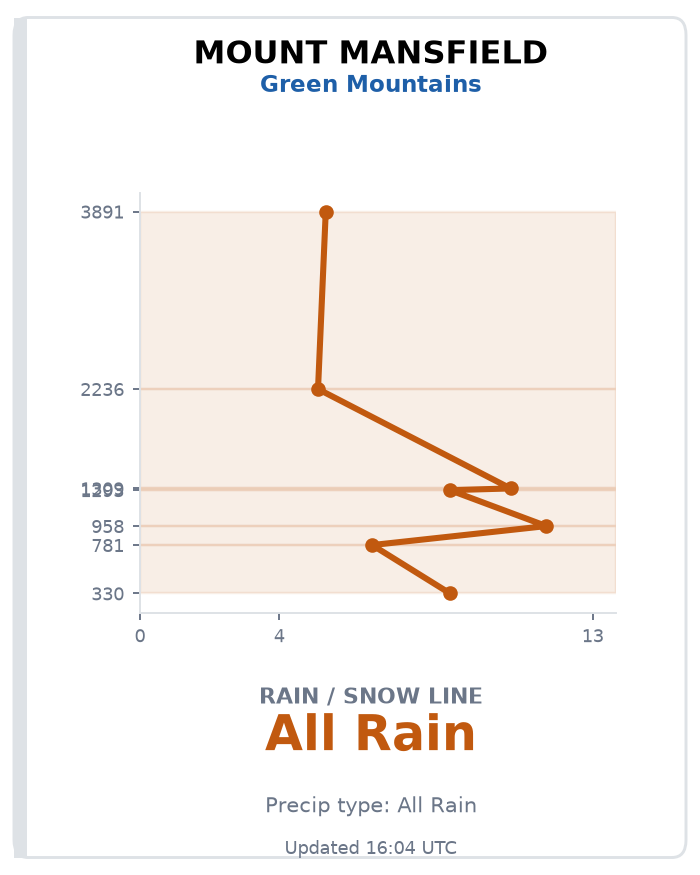 MOUNT MANSFIELD
Green Mountains
3891
2236
958
781
330
0 4 13
RAIN / SNOW LINE
All Rain
Precip type: All Rain
Updated 16:04 UTC